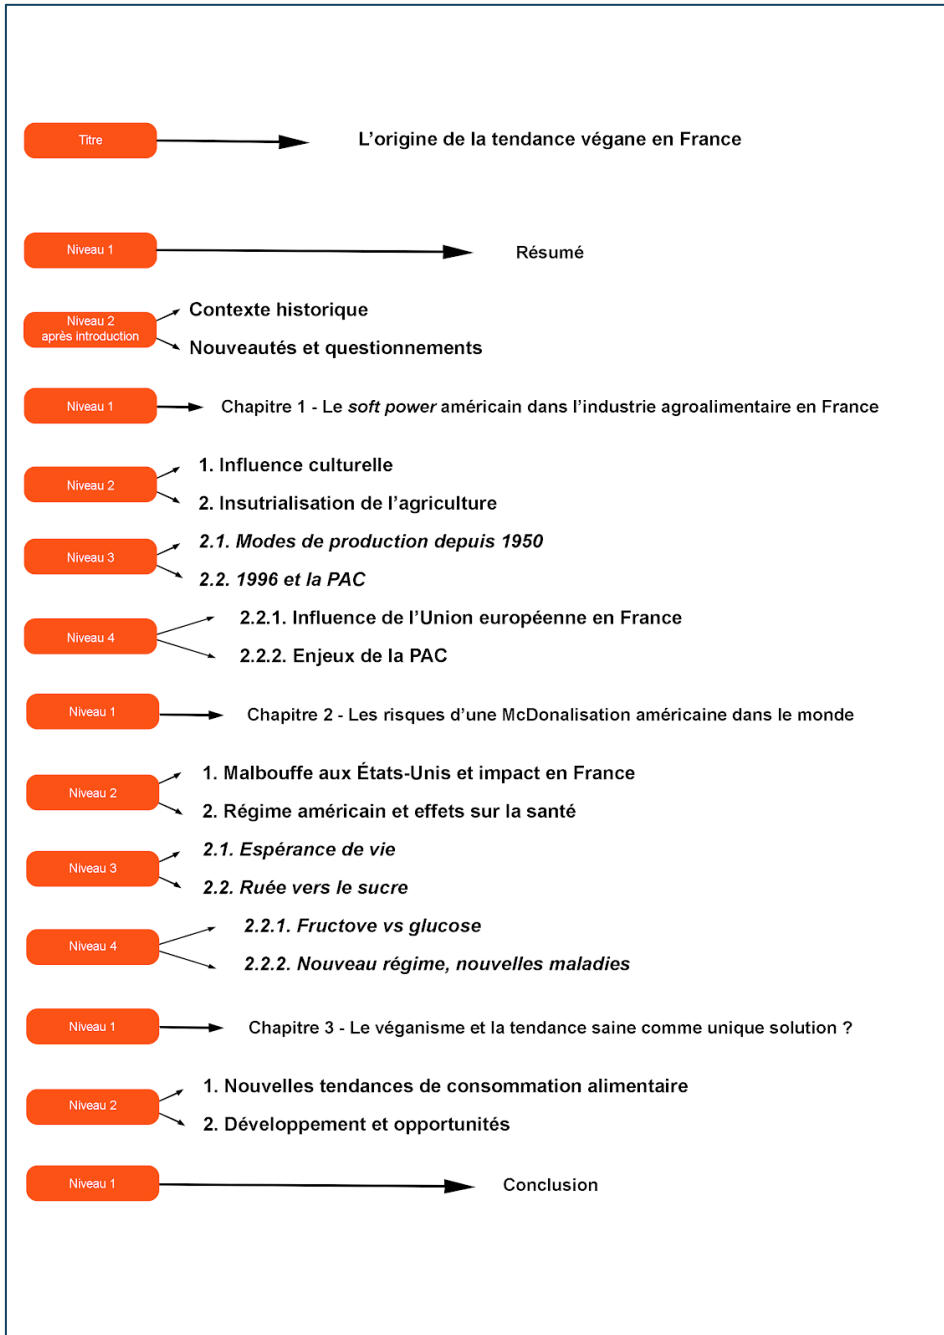 Titre
L'origine de la tendance végane en France
Niveau 1
Résumé
Niveau 2
après introduction
Contexte historique
Nouveautés et questionnements
Niveau 1
Chapitre 1 - Le soft power américain dans l'industrie agroalimentaire en France
Niveau 2
1. Influence culturelle
2. Insutrialisation de l'agriculture
Niveau 3
2.1. Modes de production depuis 1950
2.2. 1996 et la PAC
Niveau 4
2.2.1. Influence de l'Union européenne en France
2.2.2. Enjeux de la PAC
Niveau 1
Chapitre 2 - Les risques d'une McDonalisation américaine dans le monde
Niveau 2
1. Malbouffe aux États-Unis et impact en France
2. Régime américain et effets sur la santé
Niveau 3
2.1. Espérance de vie
2.2. Ruée vers le sucre
Niveau 4
2.2.1. Fructove vs glucose
2.2.2. Nouveau régime, nouvelles maladies
Niveau 1
Chapitre 3 - Le véganisme et la tendance saine comme unique solution ?
Niveau 2
1. Nouvelles tendances de consommation alimentaire
2. Développement et opportunités
Niveau 1
Conclusion